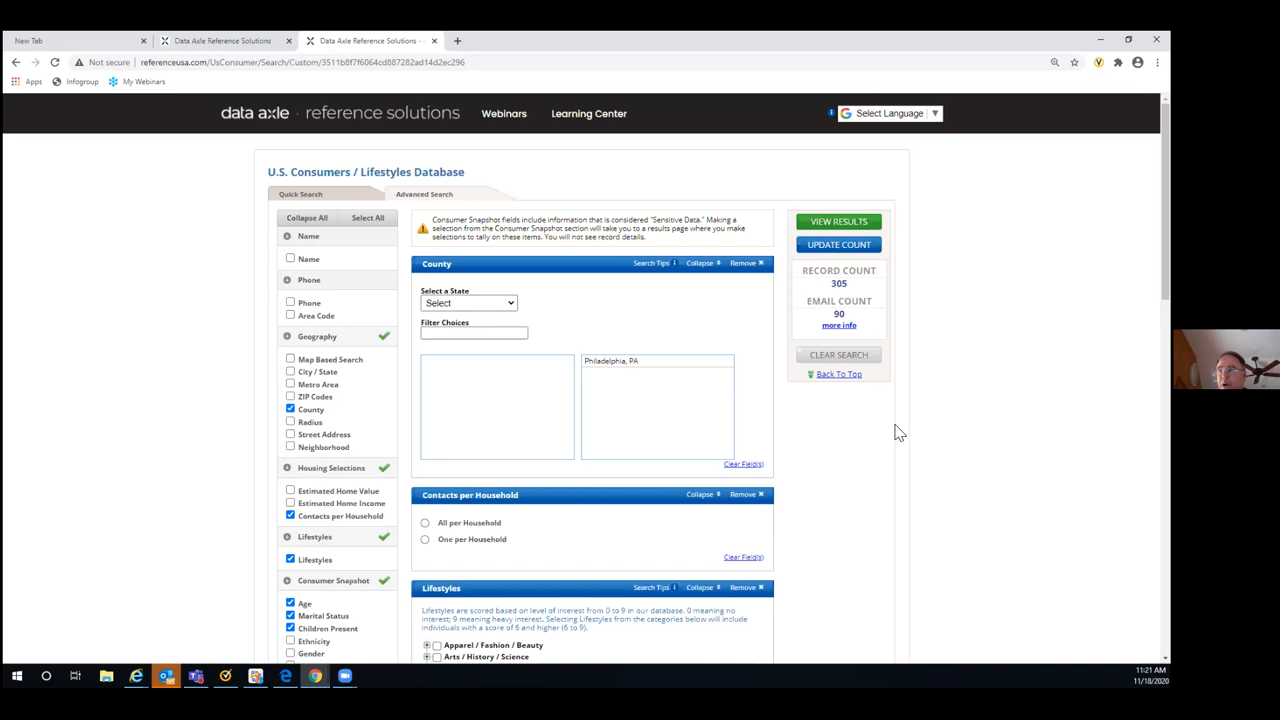 New Tab
Data Axle Reference Solutions
Data Axle Reference Solutions -
Not secure
referenceusa.com/UsConsumer/Search/Custom/3511b8f7f6064cd887282ad14d2ec296
Apps
Infogroup
My Webinars
data axle · reference solutions
Webinars
Learning Center
Select Language
U.S. Consumers / Lifestyles Database
Quick Search
Advanced Search
Collapse All
Select All
Name
Name
Phone
Phone
Area Code
Geography
Map Based Search
City / State
Metro Area
ZIP Codes
County
Radius
Street Address
Neighborhood
Housing Selections
Estimated Home Value
Estimated Home Income
Contacts per Household
Lifestyles
Lifestyles
Consumer Snapshot
Age
Marital Status
Children Present
Ethnicity
Gender
Consumer Snapshot fields include information that is considered "Sensitive Data." Making a
selection from the Consumer Snapshot section will take you to a results page where you make
selections to tally on these items. You will not see record details.
County
Search Tips
Collapse
Remove
Select a State
Select
Filter Choices
Philadelphia, PA
Clear Field(s)
Contacts per Household
Collapse
Remove
All per Household
One per Household
Clear Field(s)
Lifestyles
Search Tips
Collapse
Remove
Lifestyles are scored based on level of interest from 0 to 9 in our database. 0 meaning no
interest; 9 meaning heavy interest. Selecting Lifestyles from the categories below will include
individuals with a score of 6 and higher (6 to 9).
Apparel / Fashion / Beauty
Arts / History / Science
VIEW RESULTS
UPDATE COUNT
RECORD COUNT
305
EMAIL COUNT
90
more info
CLEAR SEARCH
Back To Top
11:21 AM
11/18/2020